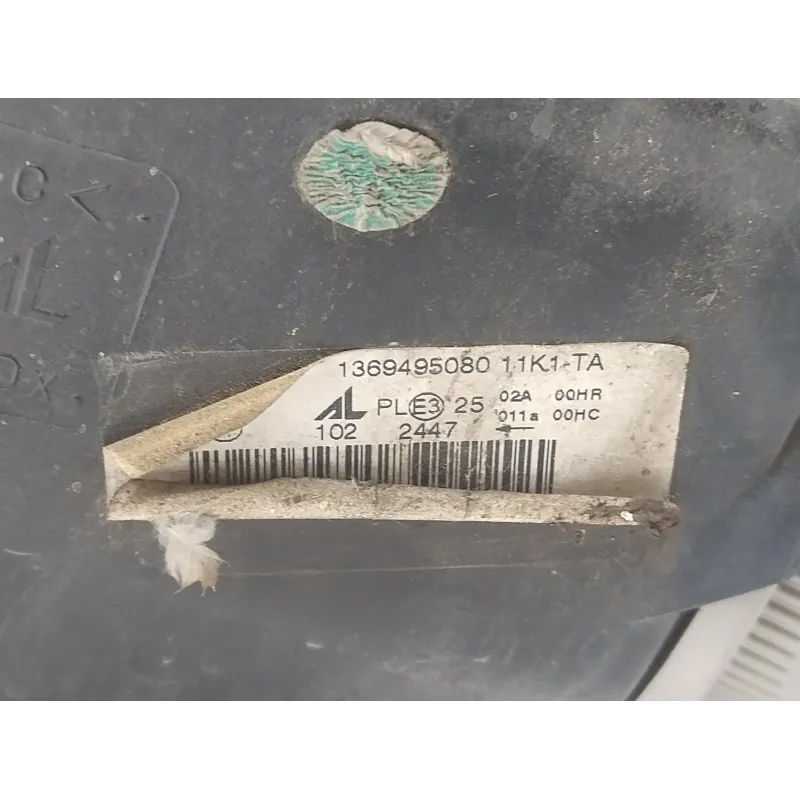 1369495080 11K1-TA
AL PL E3 25 02A 00HR
011a 00HC
102 2447
C <